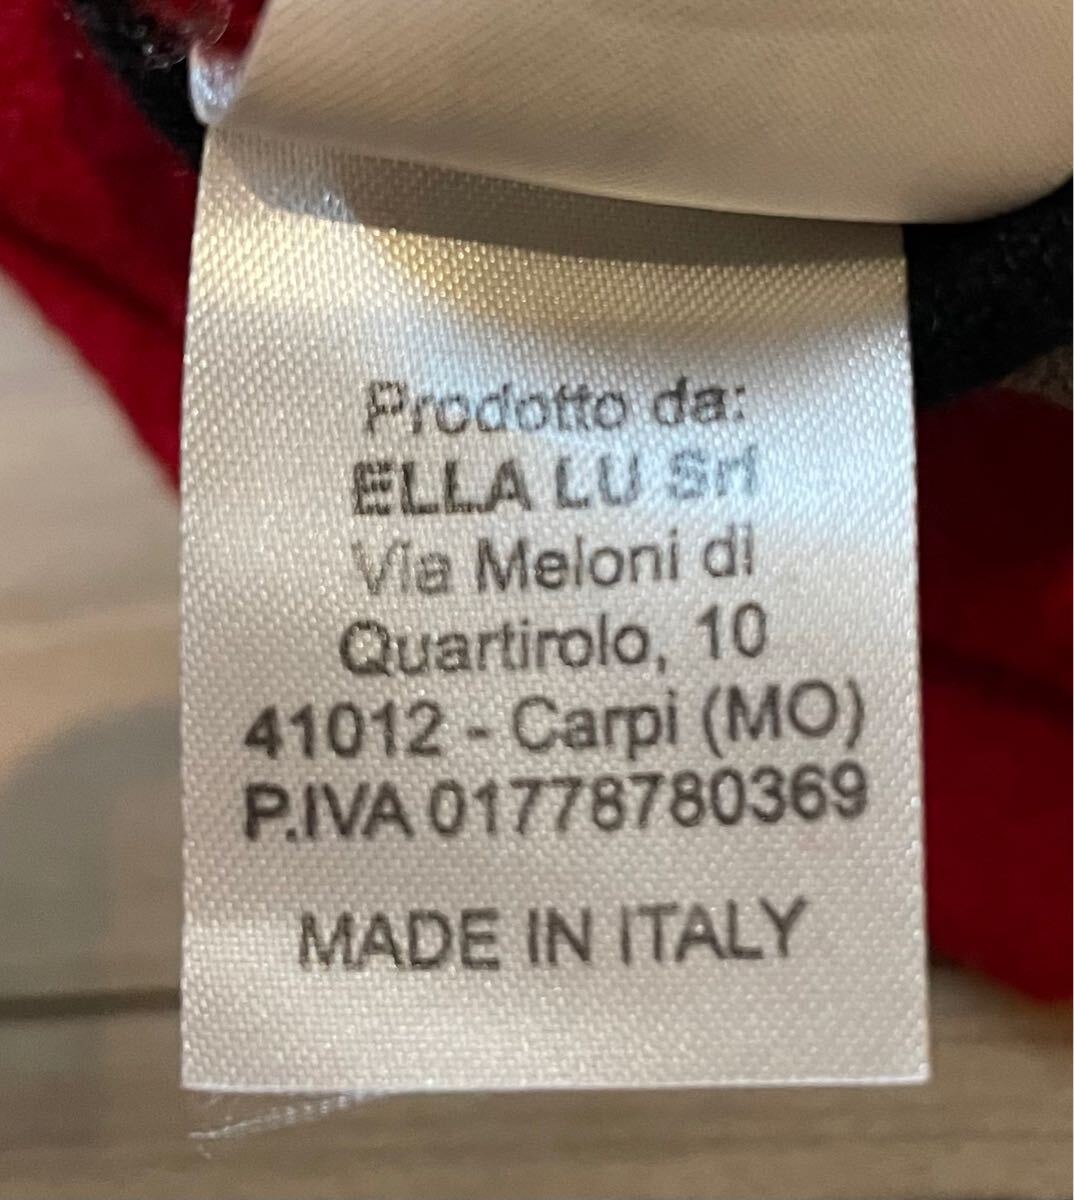 Prodotto da:
ELLA LU Srl
Via Meloni di
Quartirolo, 10
41012 - Carpi (MO)
P.IVA 01778780369
MADE IN ITALY